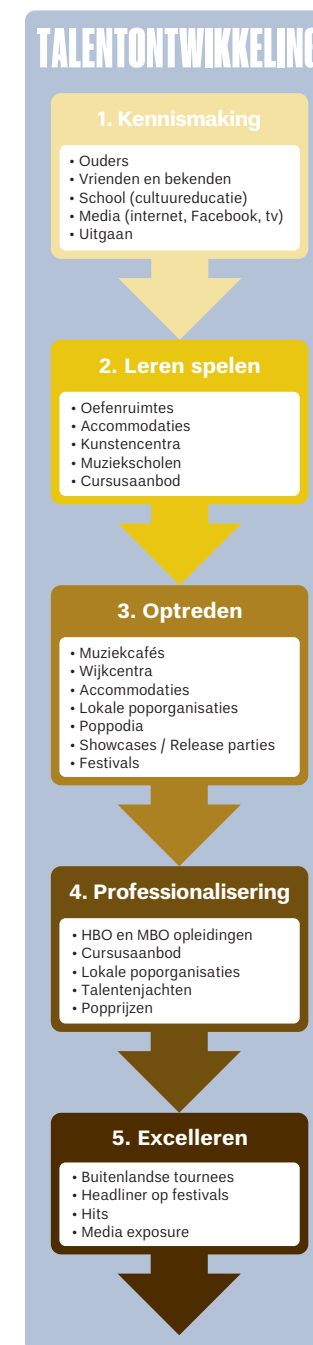 TALENTONTWIKKELING
1. Kennismaking
• Ouders
• Vrienden en bekenden
• School (cultuureducatie)
• Media (internet, Facebook, tv)
• Uitgaan
2. Leren spelen
• Oefenruimtes
• Accommodaties
• Kunstencentra
• Muziekscholen
• Cursusaanbod
3. Optreden
• Muziekcafés
• Wijkcentra
• Accommodaties
• Lokale poporganisaties
• Poppodia
• Showcases / Release parties
• Festivals
4. Professionalisering
• HBO en MBO opleidingen
• Cursusaanbod
• Lokale poporganisaties
• Talentenjachten
• Popprijzen
5. Excelleren
• Buitenlandse tournees
• Headliner op festivals
• Hits
• Media exposure